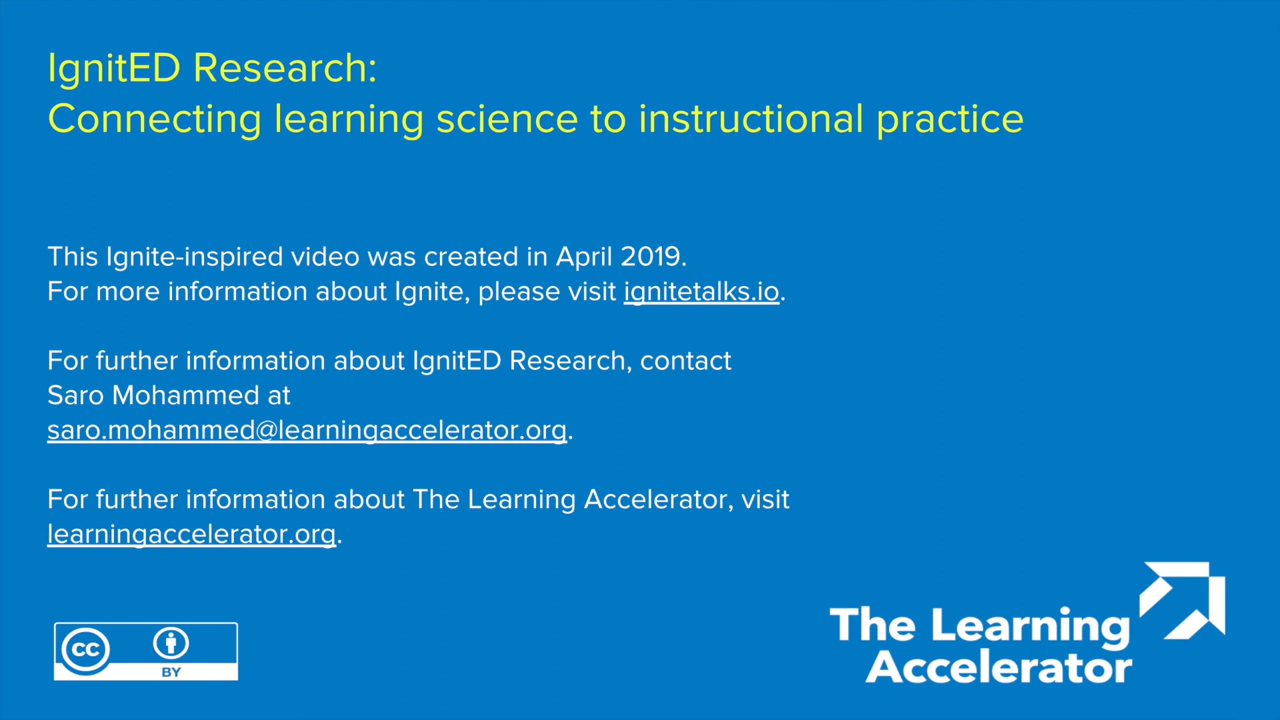 IgnitED Research:
Connecting learning science to instructional practice
This Ignite-inspired video was created in April 2019.
For more information about Ignite, please visit ignitetalks.io.
For further information about IgnitED Research, contact
Saro Mohammed at
saro.mohammed@learningaccelerator.org.
For further information about The Learning Accelerator, visit
learningaccelerator.org.
CC
BY
The Learning
Accelerator